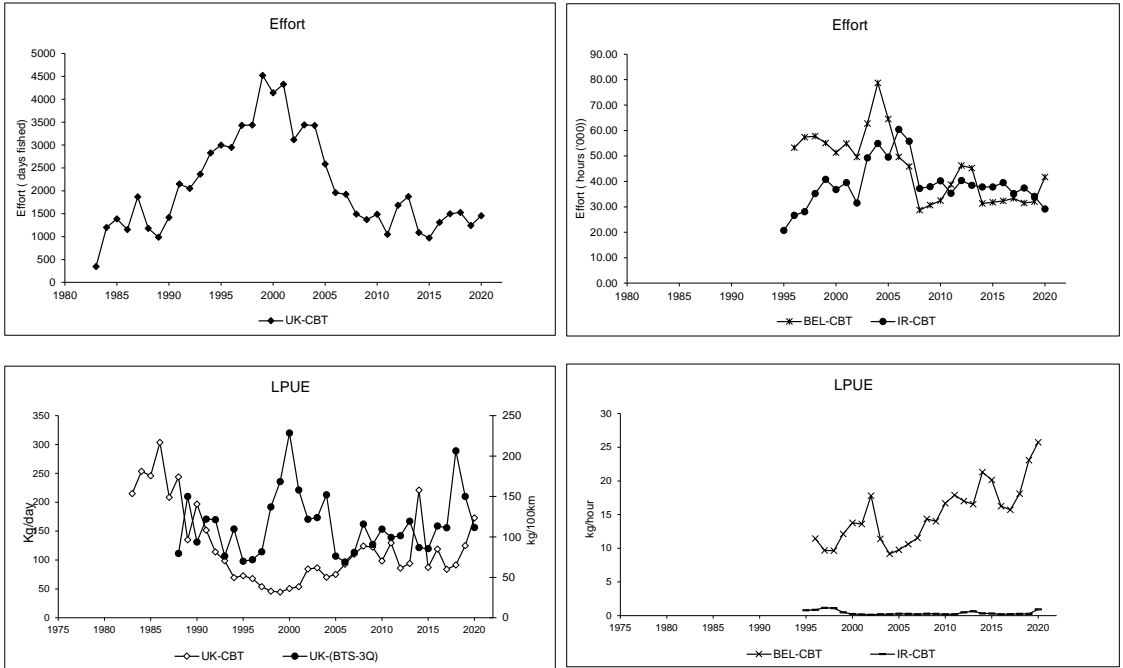 Effort
5000
4500
4000
3500
3000
2500
2000
1500
1000
500
0
Effort ( days fished)
1980 1985 1990 1995 2000 2005 2010 2015 2020
UK-CBT
Effort
90.00
80.00
70.00
60.00
50.00
40.00
30.00
20.00
10.00
0.00
Effort ( hours ('000))
1980 1985 1990 1995 2000 2005 2010 2015 2020
BEL-CBT IR-CBT
LPUE
350
300
250
200
150
100
50
0
Kg/day
250
200
150
100
50
0
kg/100km
1975 1980 1985 1990 1995 2000 2005 2010 2015 2020
UK-CBT UK-(BTS-3Q)
LPUE
30
25
20
15
10
5
0
kg/hour
1975 1980 1985 1990 1995 2000 2005 2010 2015 2020
BEL-CBT IR-CBT